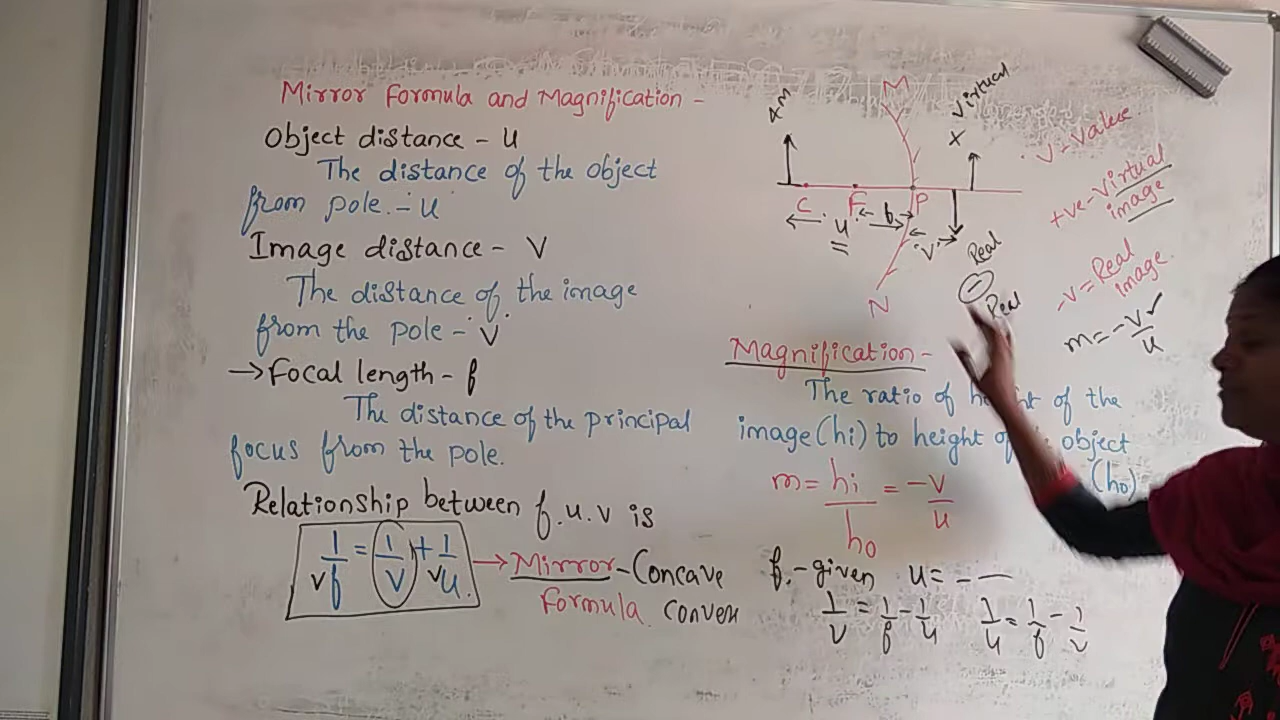 Mirror Formula and Magnification -
Object distance - u
The distance of the object
from pole. - u
Image distance - V
The distance of the image
from the pole - V.
→ Focal length - f
The distance of the principal
focus from the pole.
Relationship between f.u.v is
1/f = 1/v + 1/u. → Mirror - Concave
Formula. Convex
M
Virtual
X
C F P
u f
V
N
Real
-
Real
V - Value
+ve - Virtual
image
-v = Real
image.
m = -v/u
Magnification -
The ratio of height of the
image (hi) to height of object
(ho)
m = hi/ho = -v/u
f. - given u = - —
1/v = 1/f - 1/u 1/u = 1/f - 1/v